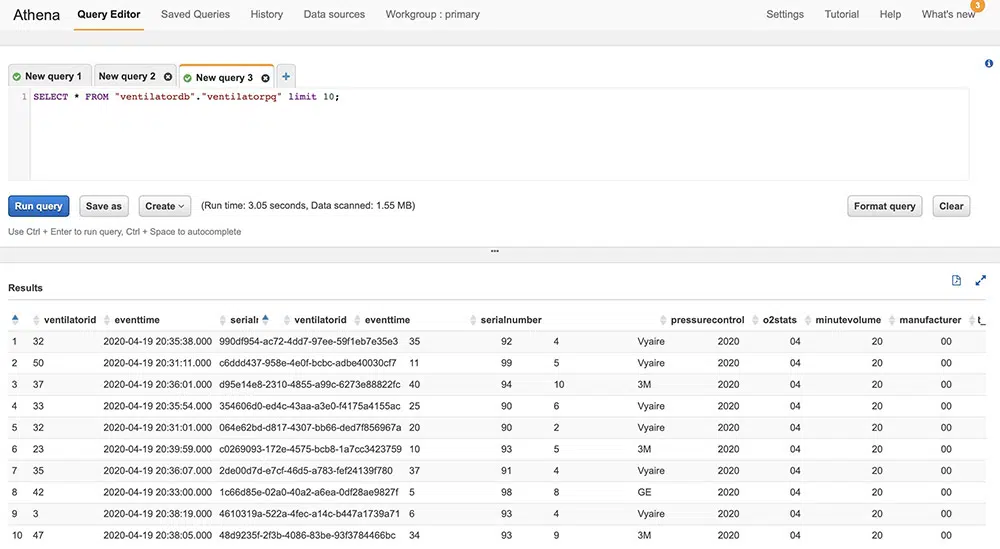 Athena Query Editor Saved Queries History Data sources Workgroup : primary Settings Tutorial Help What's new 3
New query 1 New query 2 New query 3 +
1 SELECT * FROM "ventilatordb"."ventilatorpq" limit 10;
Run query Save as Create (Run time: 3.05 seconds, Data scanned: 1.55 MB) Format query Clear
Use Ctrl + Enter to run query, Ctrl + Space to autocomplete
Results
ventilatorid eventtime serialr ventilatorid eventtime serialnumber pressurecontrol o2stats minutevolume manufacturer t_
1 32 2020-04-19 20:35:38.000 990df954-ac72-4dd7-97ee-59f1eb7e35e3 35 92 4 Vyaire 2020 04 20 00
2 50 2020-04-19 20:31:11.000 c6ddd437-958e-4e0f-bcbc-adbe40030cf7 11 99 5 Vyaire 2020 04 20 00
3 37 2020-04-19 20:36:01.000 d95e14e8-2310-4855-a99c-6273e88822fc 40 94 10 3M 2020 04 20 00
4 33 2020-04-19 20:35:54.000 354606d0-ed4c-43aa-a3e0-f4175a4155ac 25 90 6 Vyaire 2020 04 20 00
5 32 2020-04-19 20:31:01.000 064e62bd-d817-4307-bb66-ded7f856967a 20 90 2 Vyaire 2020 04 20 00
6 23 2020-04-19 20:39:59.000 c0269093-172e-4575-bcb8-1a7cc3423759 10 93 5 3M 2020 04 20 00
7 35 2020-04-19 20:36:07.000 2de00d7d-e7cf-46d5-a783-fef24139f780 37 91 4 Vyaire 2020 04 20 00
8 42 2020-04-19 20:33:00.000 1c66d85e-02a0-40a2-a6ea-0df28ae9827f 5 98 8 GE 2020 04 20 00
9 3 2020-04-19 20:38:19.000 4610319a-522a-4fec-a14c-b447a1739a71 6 93 4 Vyaire 2020 04 20 00
10 47 2020-04-19 20:38:05.000 48d9235f-2f3b-4086-83be-93f3784466bc 34 93 9 3M 2020 04 20 00